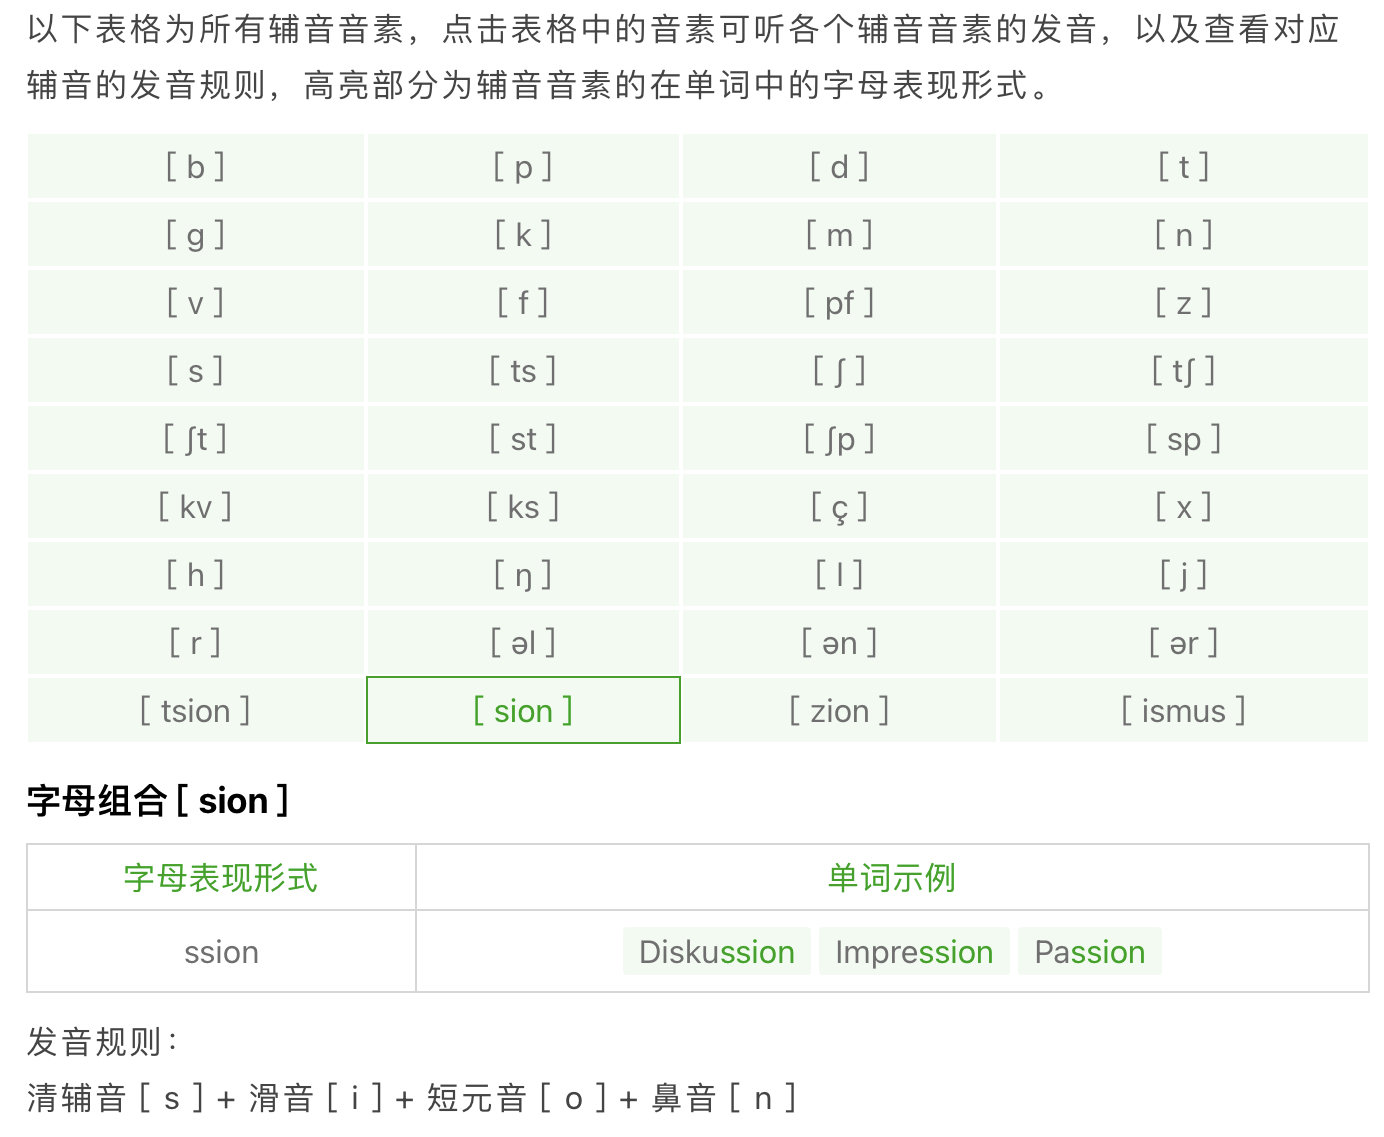 以下表格为所有辅音音素，点击表格中的音素可听各个辅音音素的发音，以及查看对应
辅音的发音规则，高亮部分为辅音音素的在单词中的字母表现形式。
[ b ] [ p ] [ d ] [ t ]
[ g ] [ k ] [ m ] [ n ]
[ v ] [ f ] [ pf ] [ z ]
[ s ] [ ts ] [ ʃ ] [ tʃ ]
[ ʃt ] [ st ] [ ʃp ] [ sp ]
[ kv ] [ ks ] [ ç ] [ x ]
[ h ] [ ŋ ] [ l ] [ j ]
[ r ] [ əl ] [ ən ] [ ər ]
[ tsion ] [ sion ] [ zion ] [ ismus ]
字母组合 [ sion ]
字母表现形式 单词示例
ssion Diskussion Impression Passion
发音规则：
清辅音 [ s ] + 滑音 [ i ] + 短元音 [ o ] + 鼻音 [ n ]